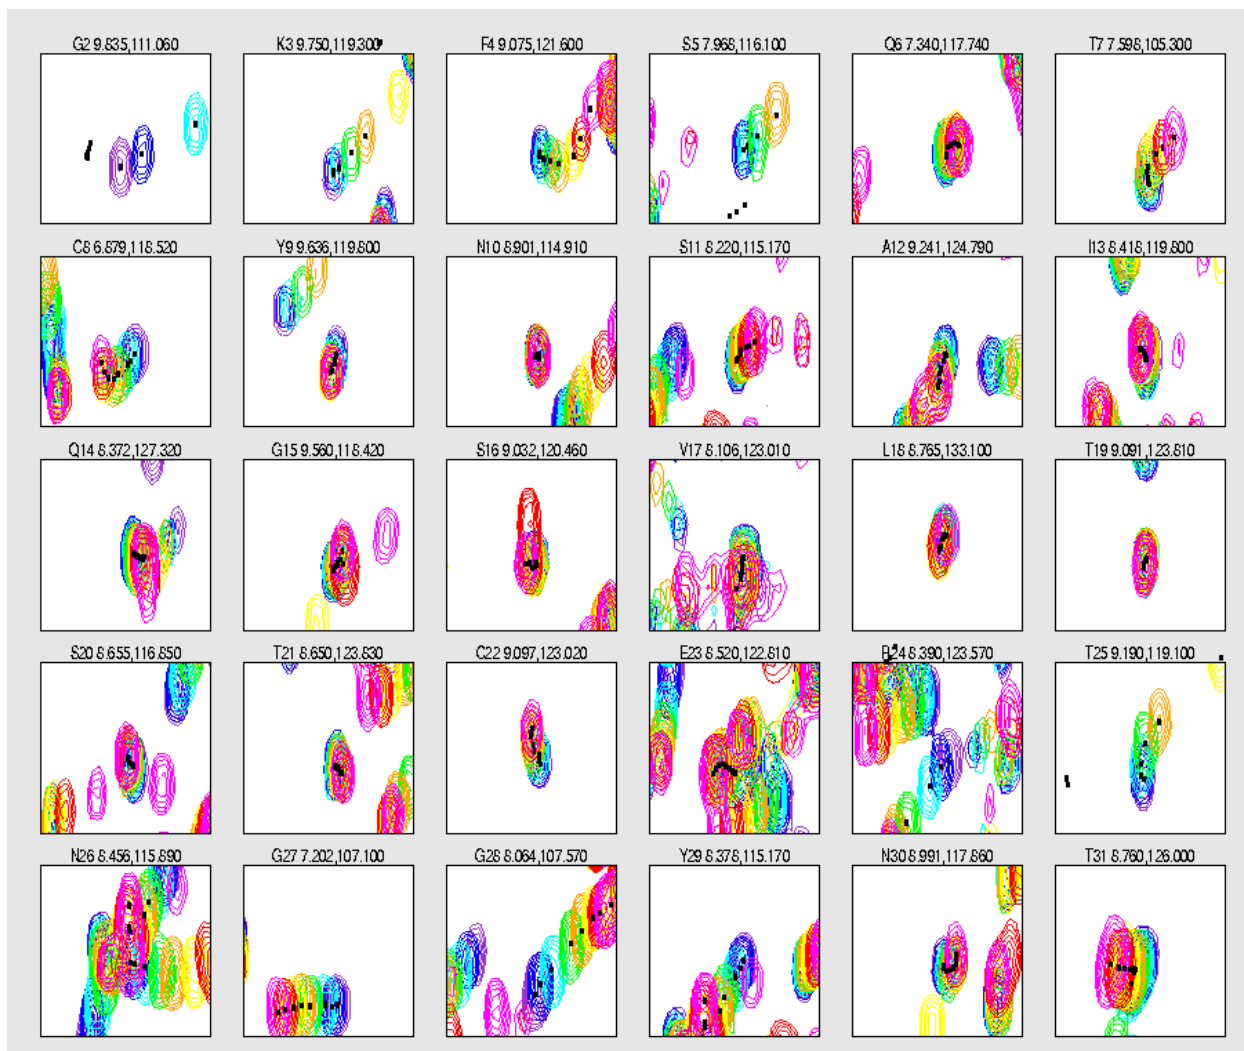 G2 9.835,111.060
K3 9.750,119.300
F4 9.075,121.600
S5 7.968,116.100
Q6 7.340,117.740
T7 7.598,105.300
C8 6.879,118.520
Y9 9.636,119.800
N10 8.901,114.910
S11 8.220,115.170
A12 9.241,124.790
I13 8.418,119.800
Q14 8.372,127.320
G15 9.560,118.420
S16 9.032,120.460
V17 8.106,123.010
L18 8.765,133.100
T19 9.091,123.810
S20 8.655,116.850
T21 8.650,123.830
C22 9.097,123.020
E23 8.520,122.810
R24 8.390,123.570
T25 9.190,119.100
N26 8.456,115.890
G27 7.202,107.100
G28 8.064,107.570
Y29 8.378,115.170
N30 8.991,117.860
T31 8.760,126.000